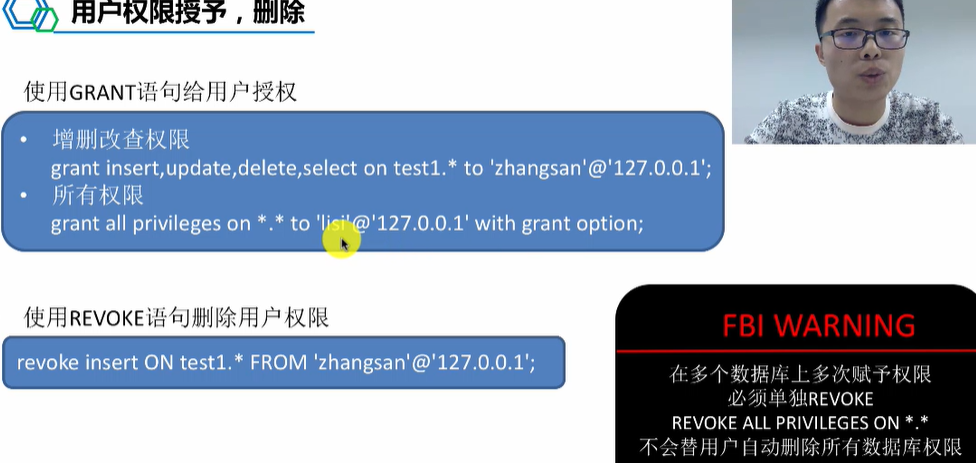 用户权限授予，删除
使用GRANT语句给用户授权
• 增删改查权限
grant insert,update,delete,select on test1.* to 'zhangsan'@'127.0.0.1';
• 所有权限
grant all privileges on *.* to 'lisi'@'127.0.0.1' with grant option;
使用REVOKE语句删除用户权限
revoke insert ON test1.* FROM 'zhangsan'@'127.0.0.1';
FBI WARNING
在多个数据库上多次赋予权限
必须单独REVOKE
REVOKE ALL PRIVILEGES ON *.*
不会替用户自动删除所有数据库权限